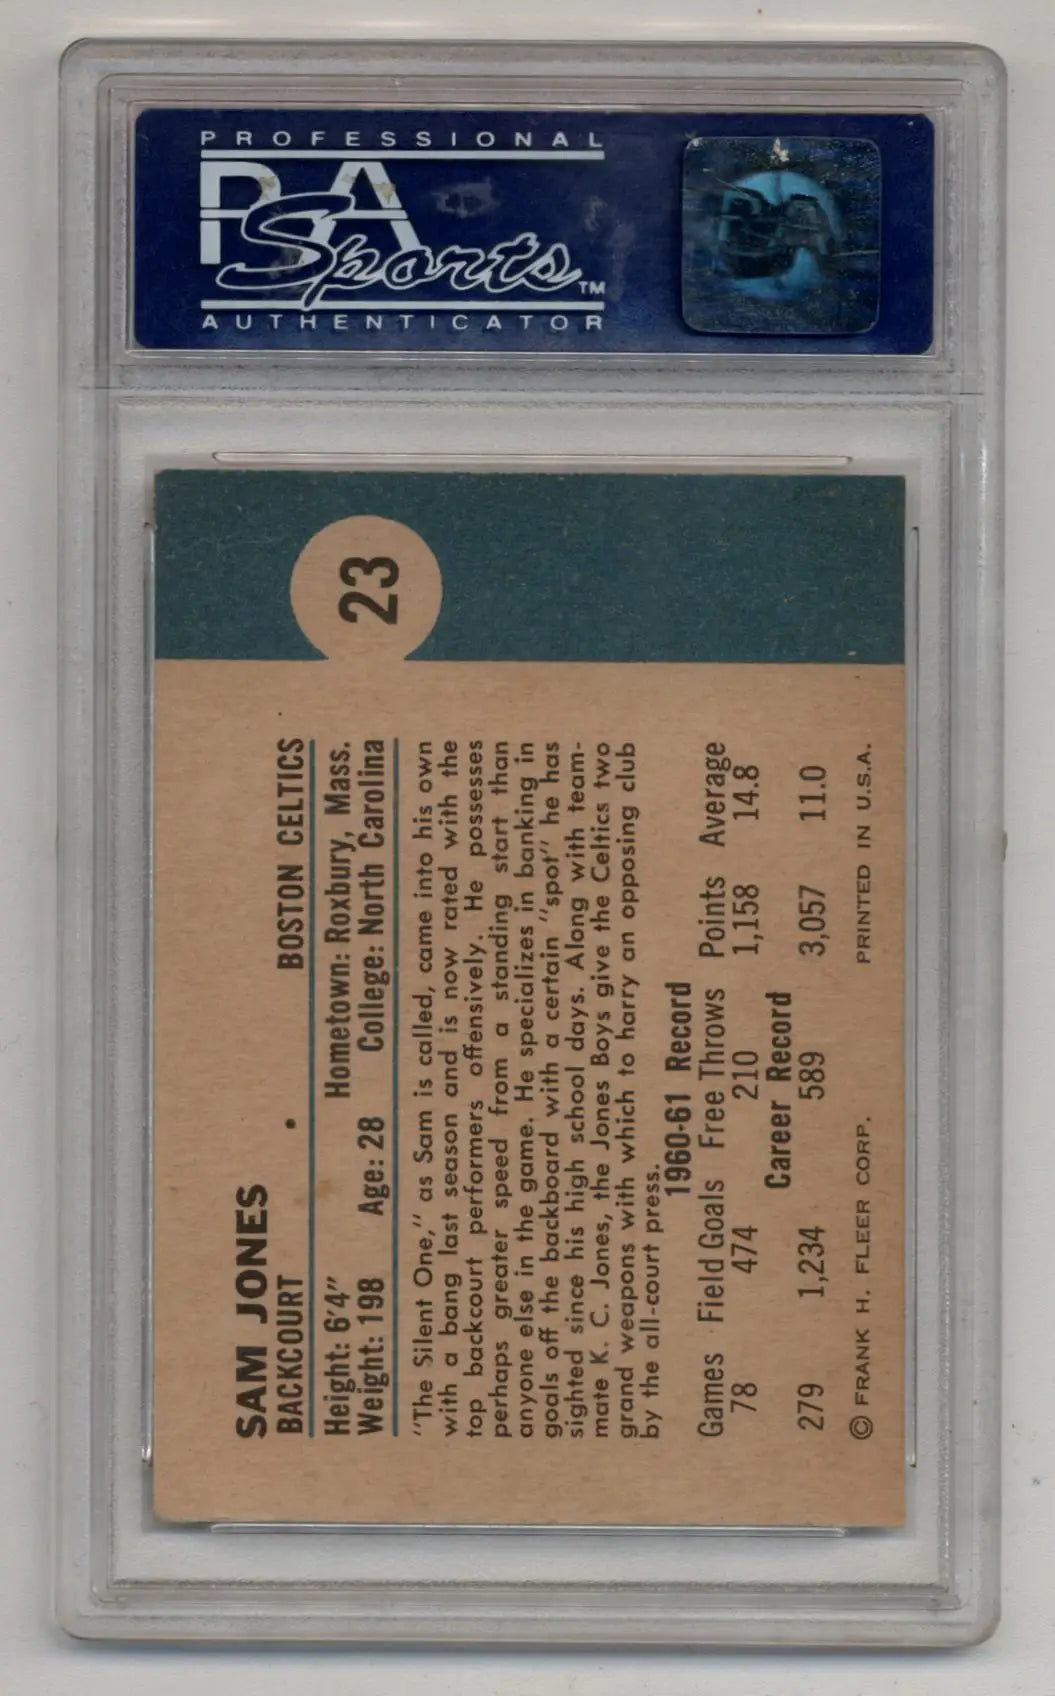 PROFESSIONAL
PSA
Sports™
AUTHENTICATOR
PSA
23
SAM JONES
BACKCOURT BOSTON CELTICS
Height: 6'4" Hometown: Roxbury, Mass.
Weight: 198 Age: 28 College: North Carolina
"The Silent One," as Sam is called, came into his own
with a bang last season and is now rated with the
top backcourt performers offensively. He possesses
perhaps greater speed from a standing start than
anyone else in the game. He specializes in banking in
goals off the backboard with a certain "spot" he has
sighted since his high school days. Along with team-
mate K. C. Jones, the Jones Boys give the Celtics two
grand weapons with which to harry an opposing club
by the all-court press.
1960-61 Record
Games Field Goals Free Throws Points Average
78 474 210 1,158 14.8
Career Record
279 1,234 589 3,057 11.0
© FRANK H. FLEER CORP. PRINTED IN U.S.A.